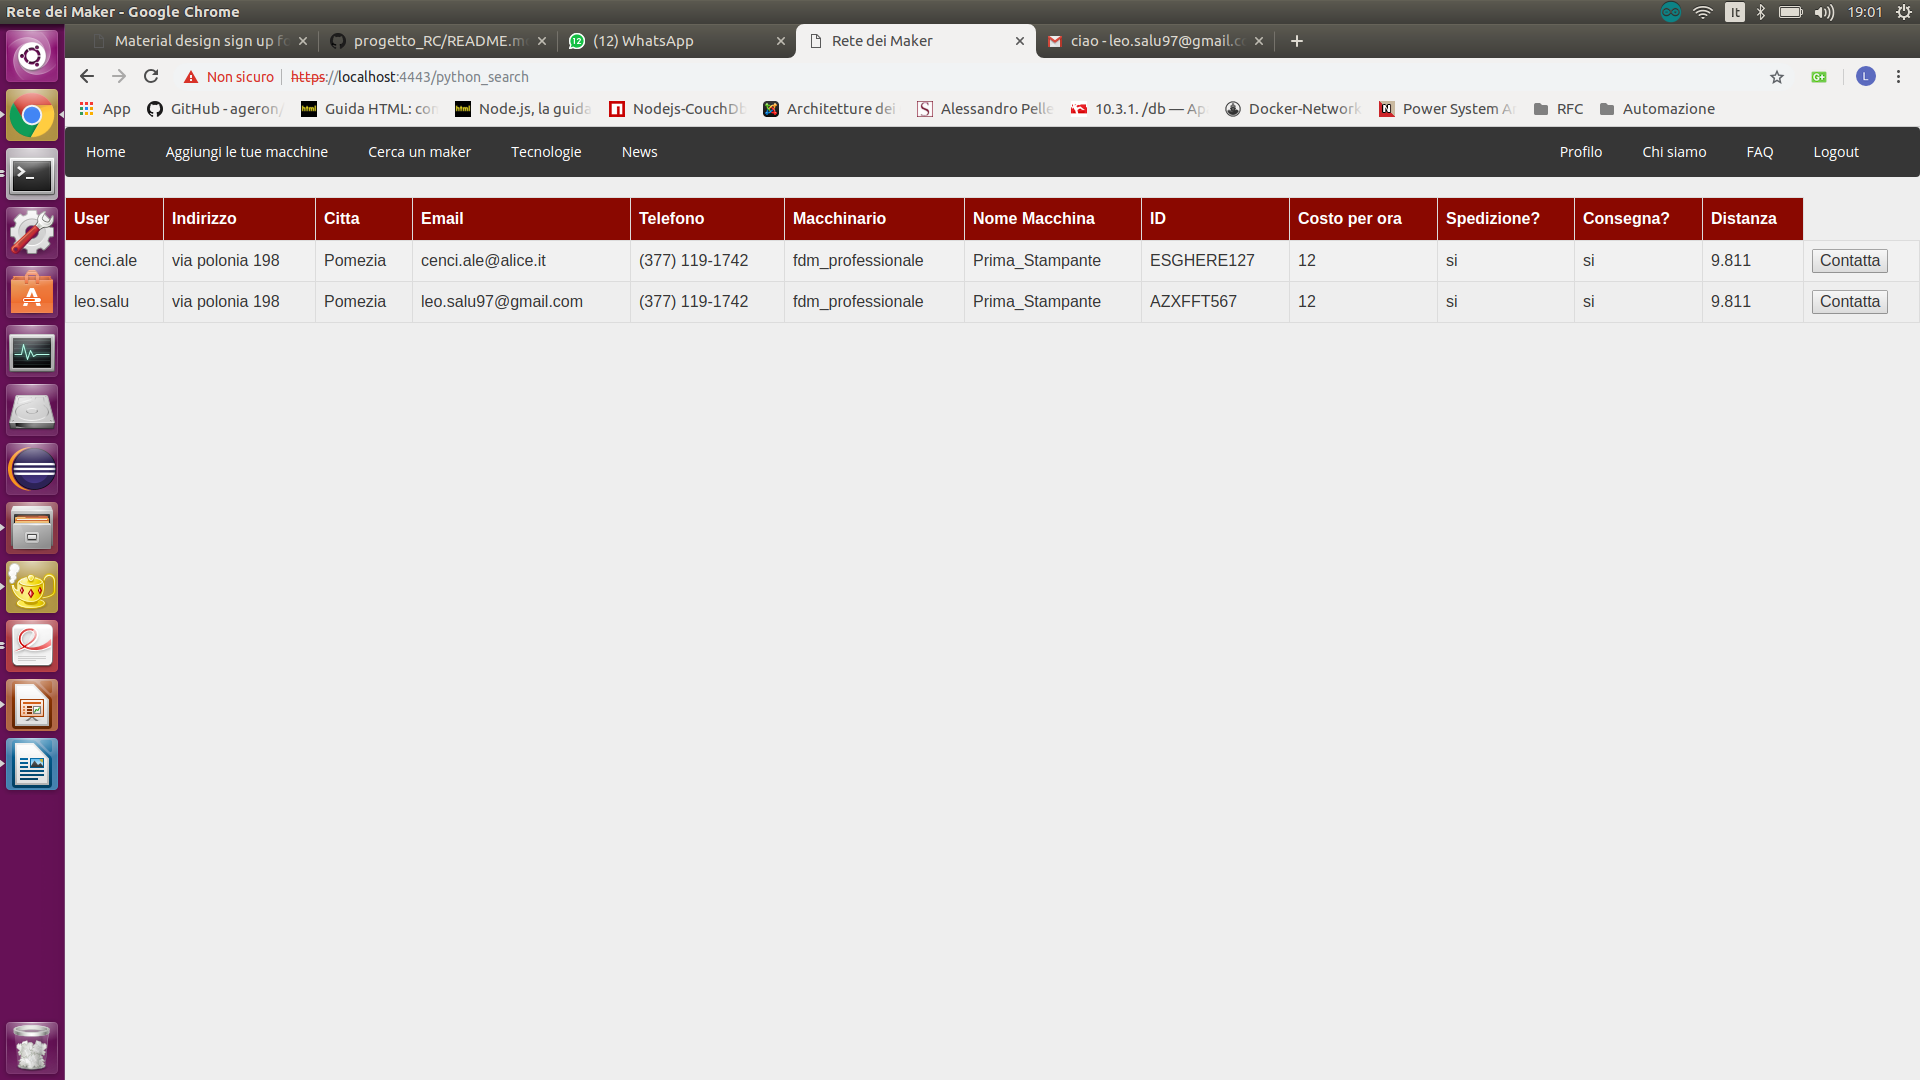 Rete dei Maker - Google Chrome
It
19:01
Material design sign up fo
progetto_RC/README.m
(12) WhatsApp
Rete dei Maker
ciao - leo.salu97@gmail.c
Non sicuro
https://localhost:4443/python_search
G+
L
App
GitHub - ageron/
Guida HTML: con
Node.js, la guida
Nodejs-CouchDb
Architetture dei
Alessandro Pelle
10.3.1. /db — Ap
Docker-Network
Power System A
RFC
Automazione
Home
Aggiungi le tue macchine
Cerca un maker
Tecnologie
News
Profilo
Chi siamo
FAQ
Logout
User Indirizzo Citta Email Telefono Macchinario Nome Macchina ID Costo per ora Spedizione? Consegna? Distanza
cenci.ale via polonia 198 Pomezia cenci.ale@alice.it (377) 119-1742 fdm_professionale Prima_Stampante ESGHERE127 12 si si 9.811 Contatta
leo.salu via polonia 198 Pomezia leo.salu97@gmail.com (377) 119-1742 fdm_professionale Prima_Stampante AZXFFT567 12 si si 9.811 Contatta